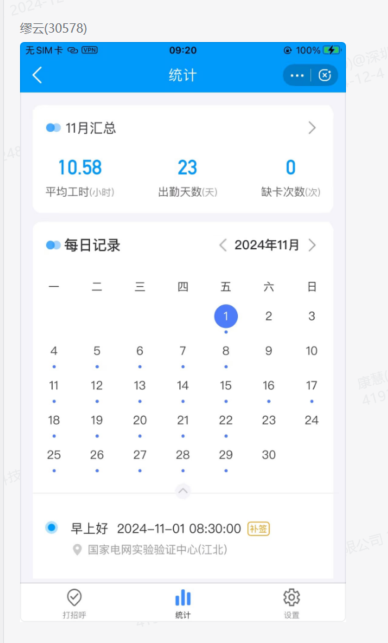 缪云(30578)
无SIM卡 VPN 09:20 100%
统计
11月汇总
10.58 23 0
平均工时(小时) 出勤天数(天) 缺卡次数(次)
每日记录 2024年11月
一 二 三 四 五 六 日
1 2 3
4 5 6 7 8 9 10
11 12 13 14 15 16 17
18 19 20 21 22 23 24
25 26 27 28 29 30
早上好 2024-11-01 08:30:00 补签
国家电网实验验证中心(江北)
打招呼 统计 设置